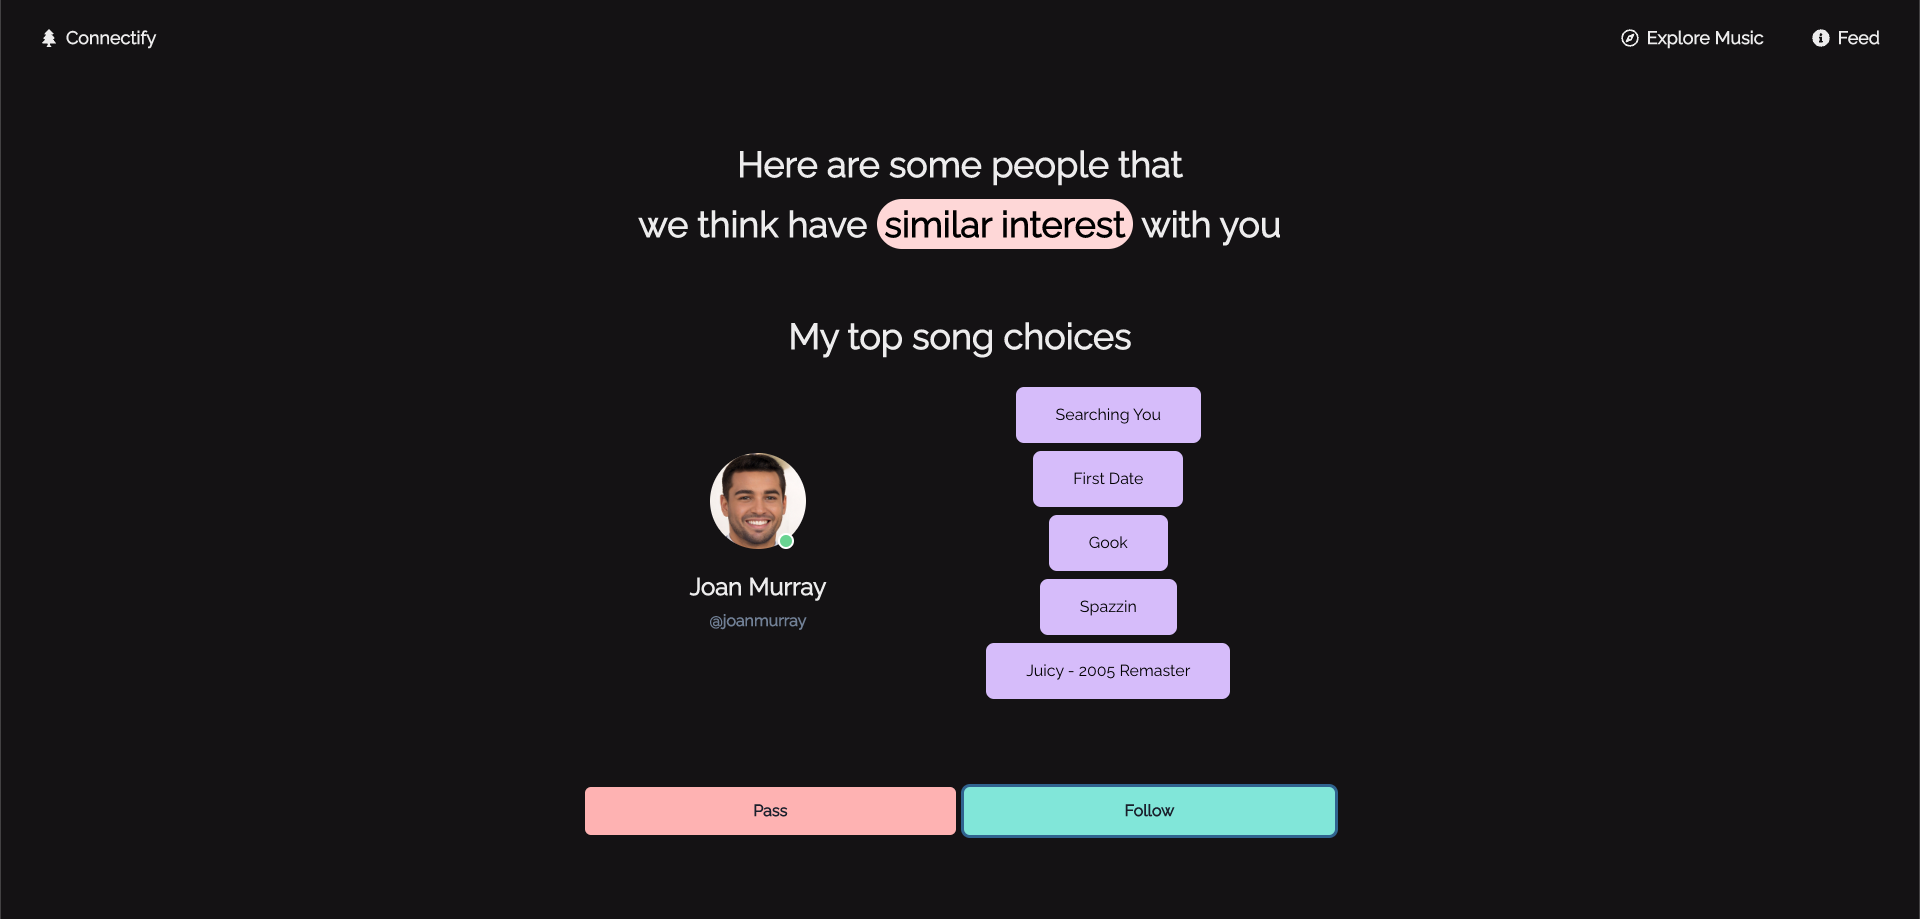 Connectify
Explore Music
Feed
Here are some people that
we think have similar interest with you
My top song choices
Searching You
First Date
Gook
Spazzin
Juicy - 2005 Remaster
Joan Murray
@joanmurray
Pass
Follow